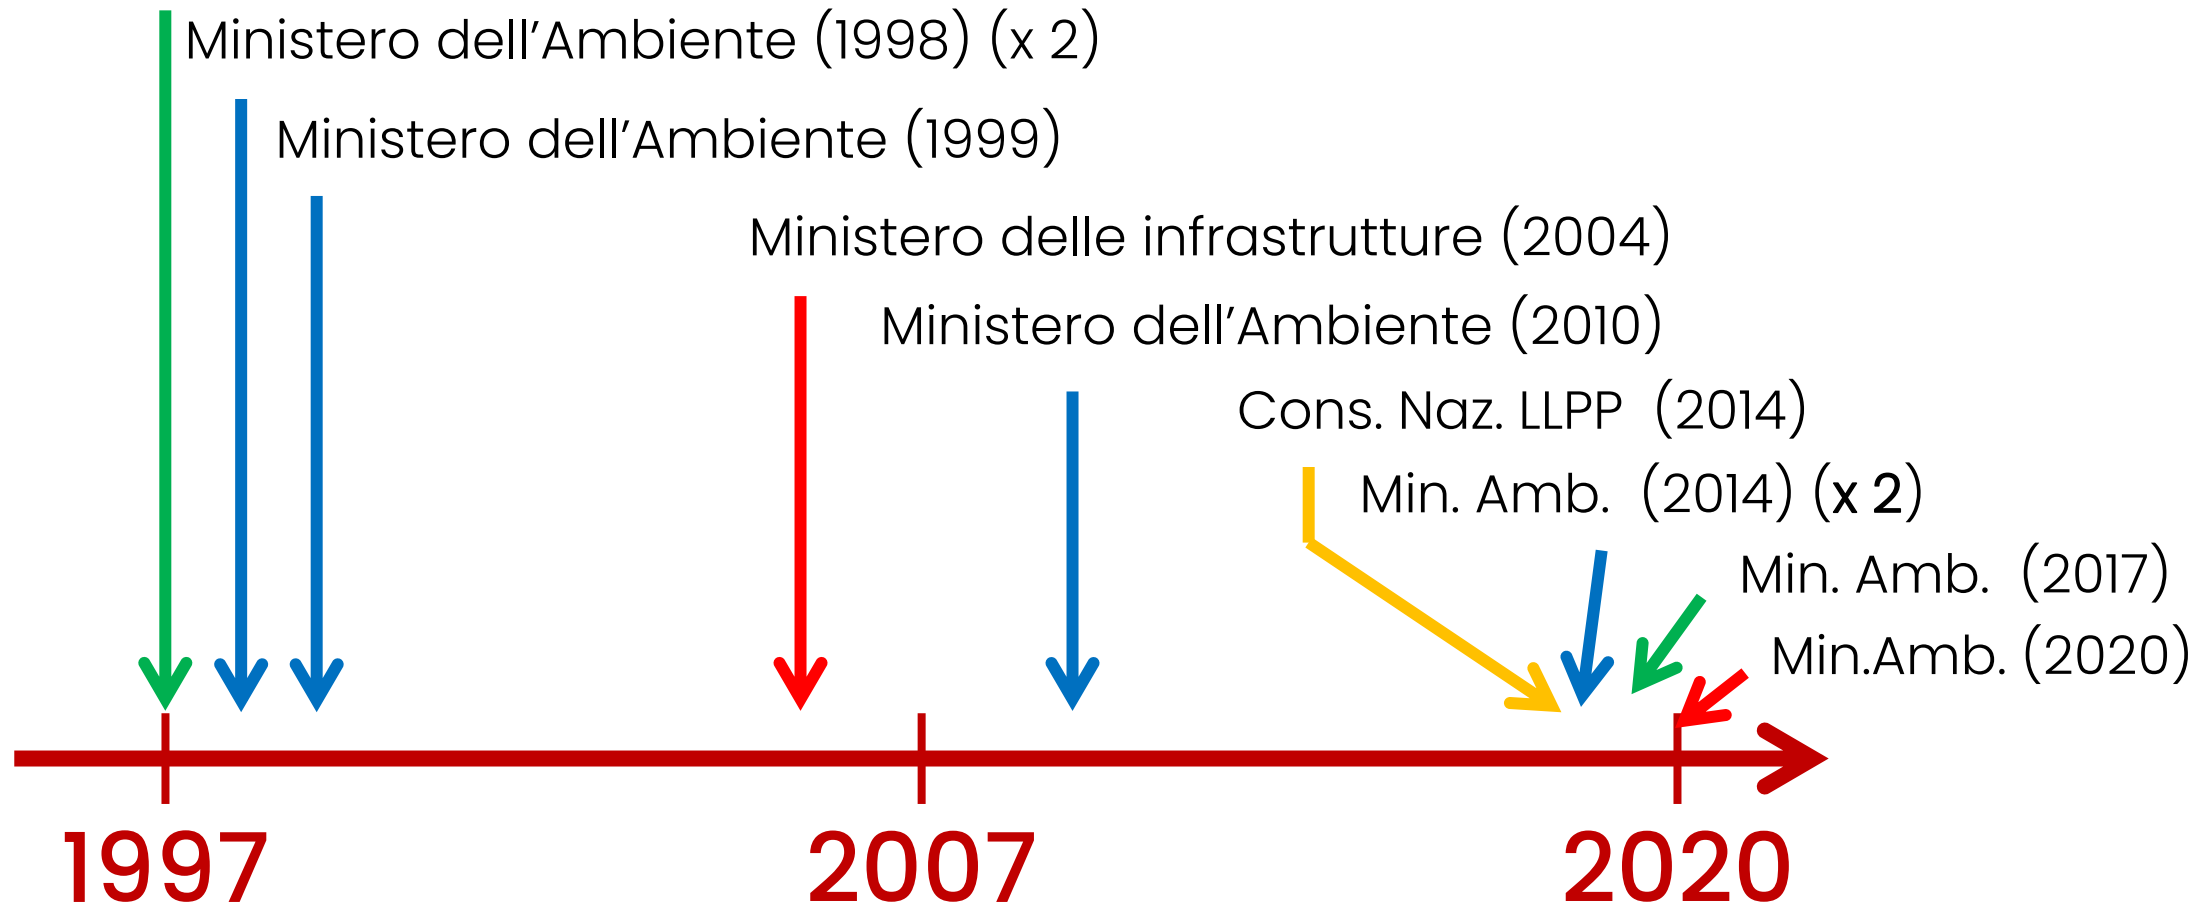 Ministero dell’Ambiente (1998) (x 2)
Ministero dell’Ambiente (1999)
Ministero delle infrastrutture (2004)
Ministero dell’Ambiente (2010)
Cons. Naz. LLPP (2014)
Min. Amb. (2014) (x 2)
Min. Amb. (2017)
Min.Amb. (2020)
1997
2007
2020